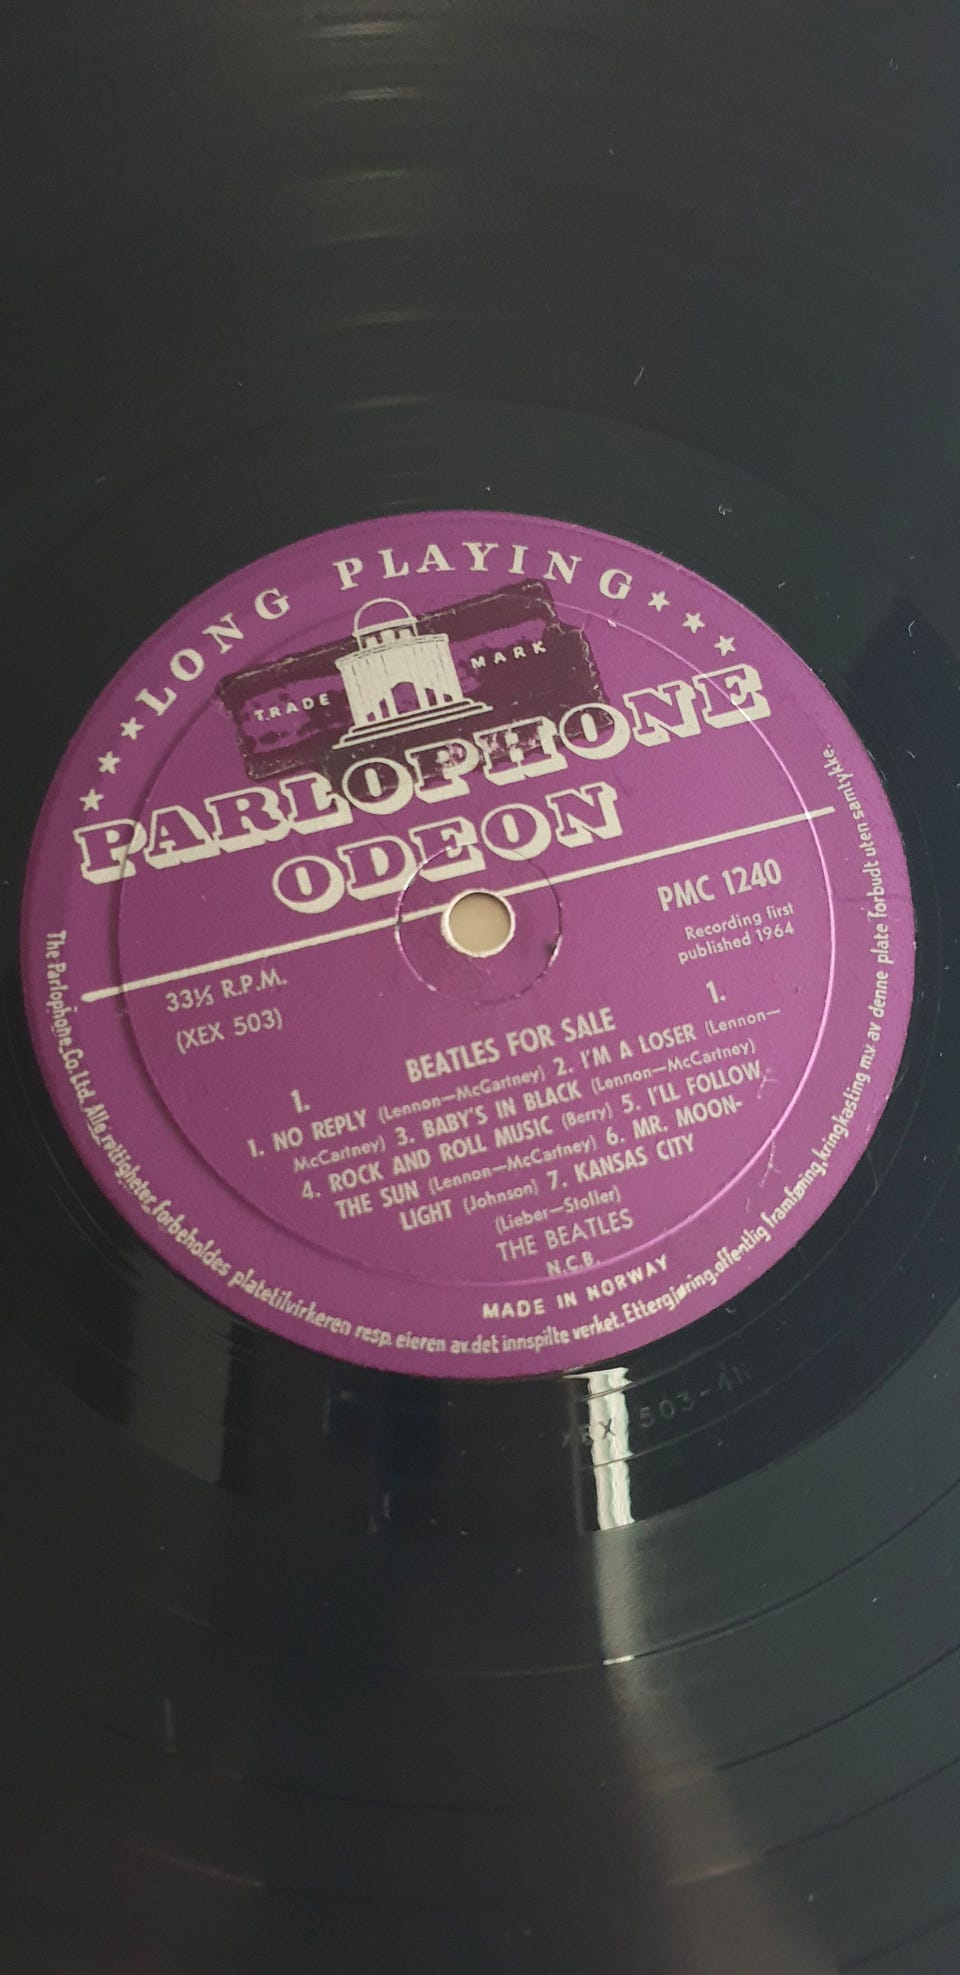 LONG PLAYING
TRADE MARK
PARLOPHONE
ODEON
PMC 1240
Recording first
published 1964
33⅓ R.P.M.
(XEX 503)
1.
1.
BEATLES FOR SALE
1. NO REPLY (Lennon—McCartney) 2. I'M A LOSER (Lennon—
McCartney) 3. BABY'S IN BLACK (Lennon—McCartney)
4. ROCK AND ROLL MUSIC (Berry) 5. I'LL FOLLOW
THE SUN (Lennon—McCartney) 6. MR. MOON-
LIGHT (Johnson) 7. KANSAS CITY
(Lieber—Stoller)
THE BEATLES
N.C.B.
MADE IN NORWAY
The Parlophone Co. Ltd. Alle rettigheter forbeholdes platetilvirkeren resp. eieren av det innspilte verket. Ettergjøring, offentlig framføring, kringkasting m.v. av denne plate forbudt uten samtykke.
XEX 503-4N